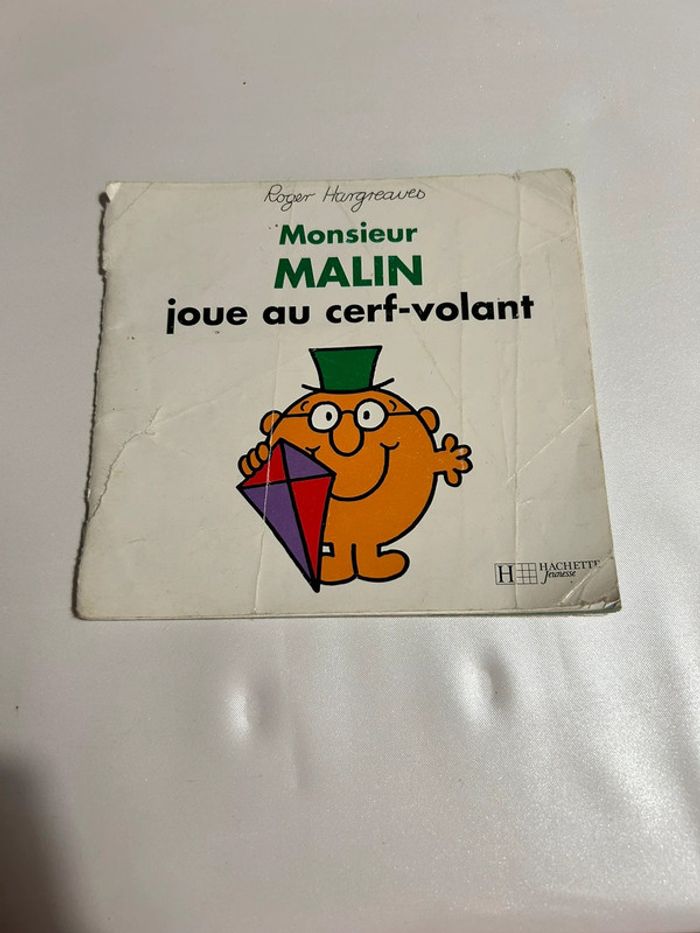 Roger Hargreaves
Monsieur
MALIN
joue au cerf-volant
H HACHETTE
Jeunesse